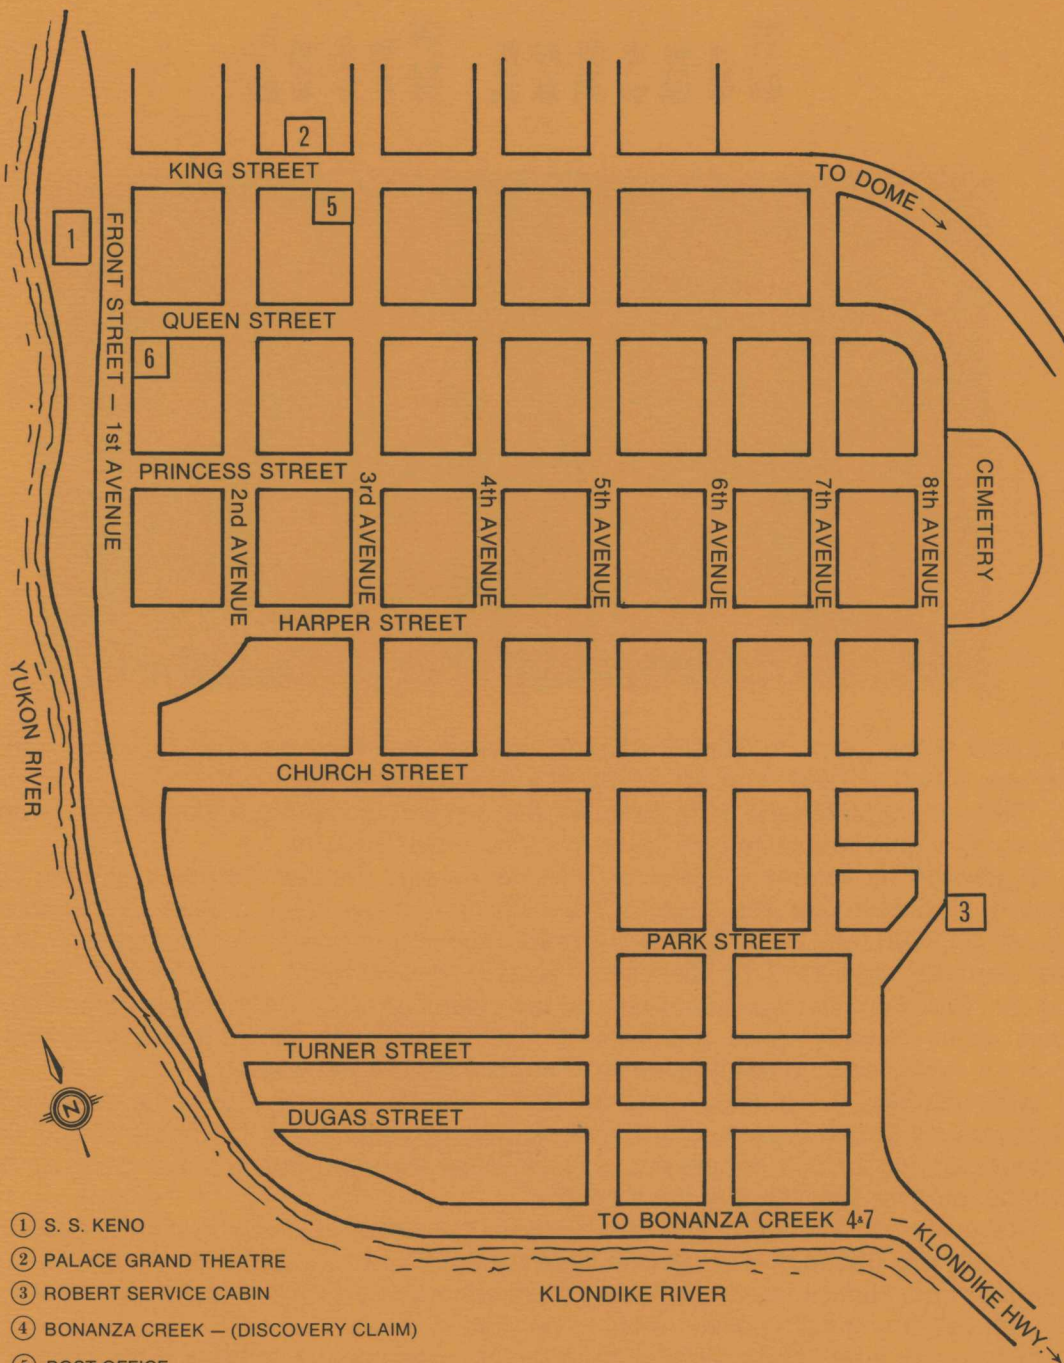 2
KING STREET
TO DOME →
5
1
FRONT STREET — 1st AVENUE
QUEEN STREET
6
PRINCESS STREET
2nd AVENUE
3rd AVENUE
4th AVENUE
5th AVENUE
6th AVENUE
7th AVENUE
8th AVENUE
CEMETERY
HARPER STREET
YUKON RIVER
CHURCH STREET
3
PARK STREET
TURNER STREET
N
DUGAS STREET
TO BONANZA CREEK 4&7 — KLONDIKE HWY. →
KLONDIKE RIVER
1 S. S. KENO
2 PALACE GRAND THEATRE
3 ROBERT SERVICE CABIN
4 BONANZA CREEK — (DISCOVERY CLAIM)
5 POST OFFICE